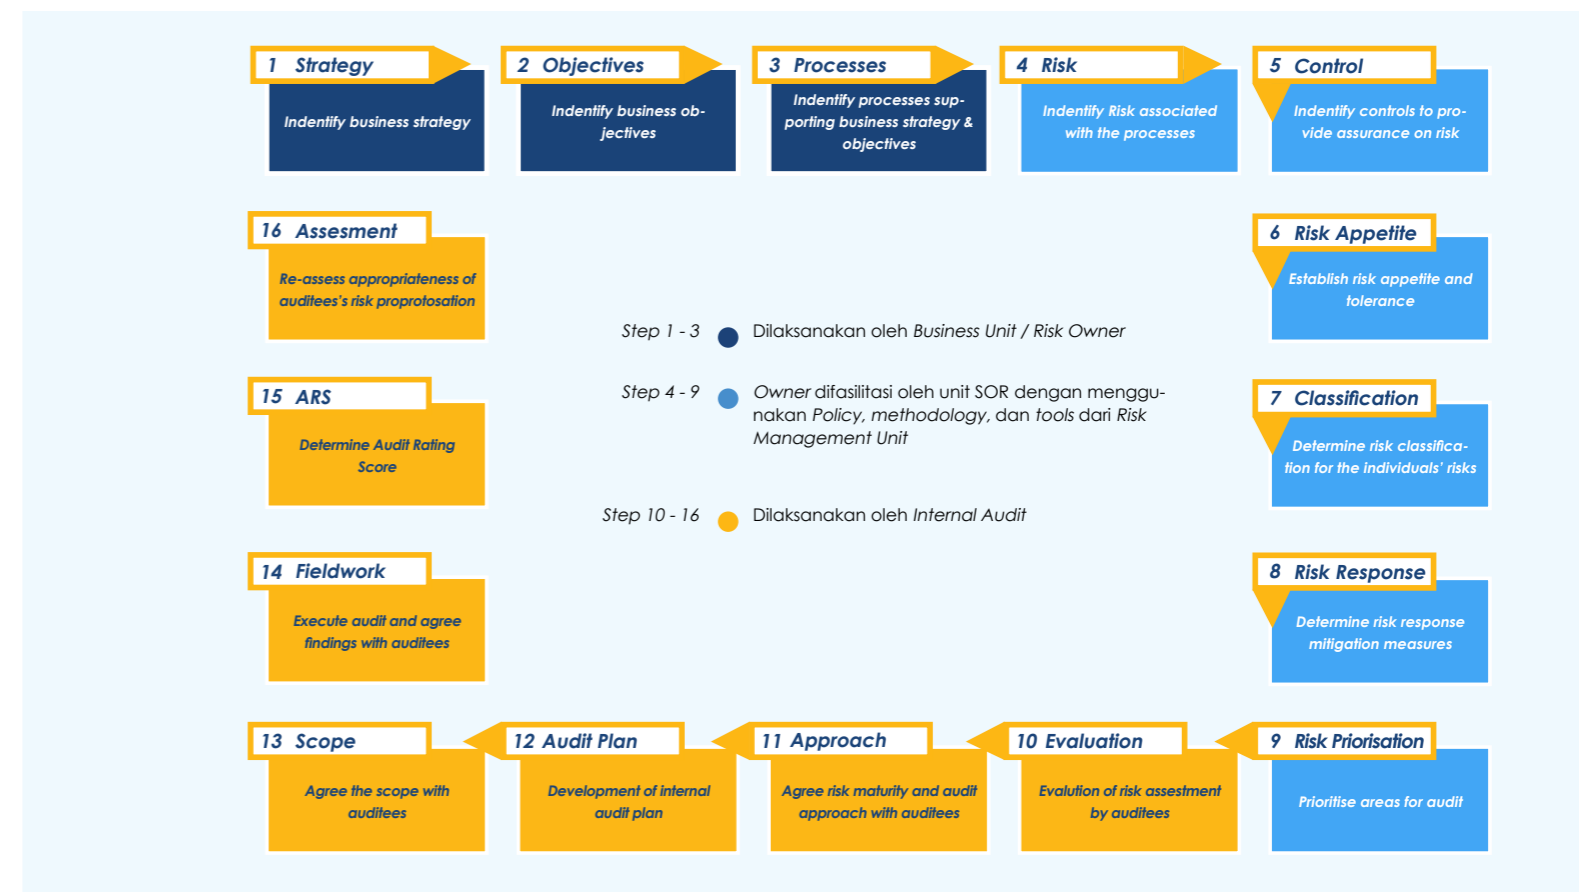 1 Strategy
Indentify business strategy
2 Objectives
Indentify business ob-
jectives
3 Processes
Indentify processes sup-
porting business strategy &
objectives
4 Risk
Indentify Risk associated
with the processes
5 Control
Indentify controls to pro-
vide assurance on risk
16 Assesment
Re-assess appropriateness of
auditees's risk proprotosation
6 Risk Appetite
Establish risk appetite and
tolerance
Step 1 - 3 Dilaksanakan oleh Business Unit / Risk Owner
Step 4 - 9 Owner difasilitasi oleh unit SOR dengan menggu-
nakan Policy, methodology, dan tools dari Risk
Management Unit
Step 10 - 16 Dilaksanakan oleh Internal Audit
15 ARS
Determine Audit Rating
Score
7 Classification
Determine risk classifica-
tion for the individuals' risks
14 Fieldwork
Execute audit and agree
findings with auditees
8 Risk Response
Determine risk response
mitigation measures
13 Scope
Agree the scope with
auditees
12 Audit Plan
Development of internal
audit plan
11 Approach
Agree risk maturity and audit
approach with auditees
10 Evaluation
Evalution of risk assestment
by auditees
9 Risk Priorisation
Prioritise areas for audit